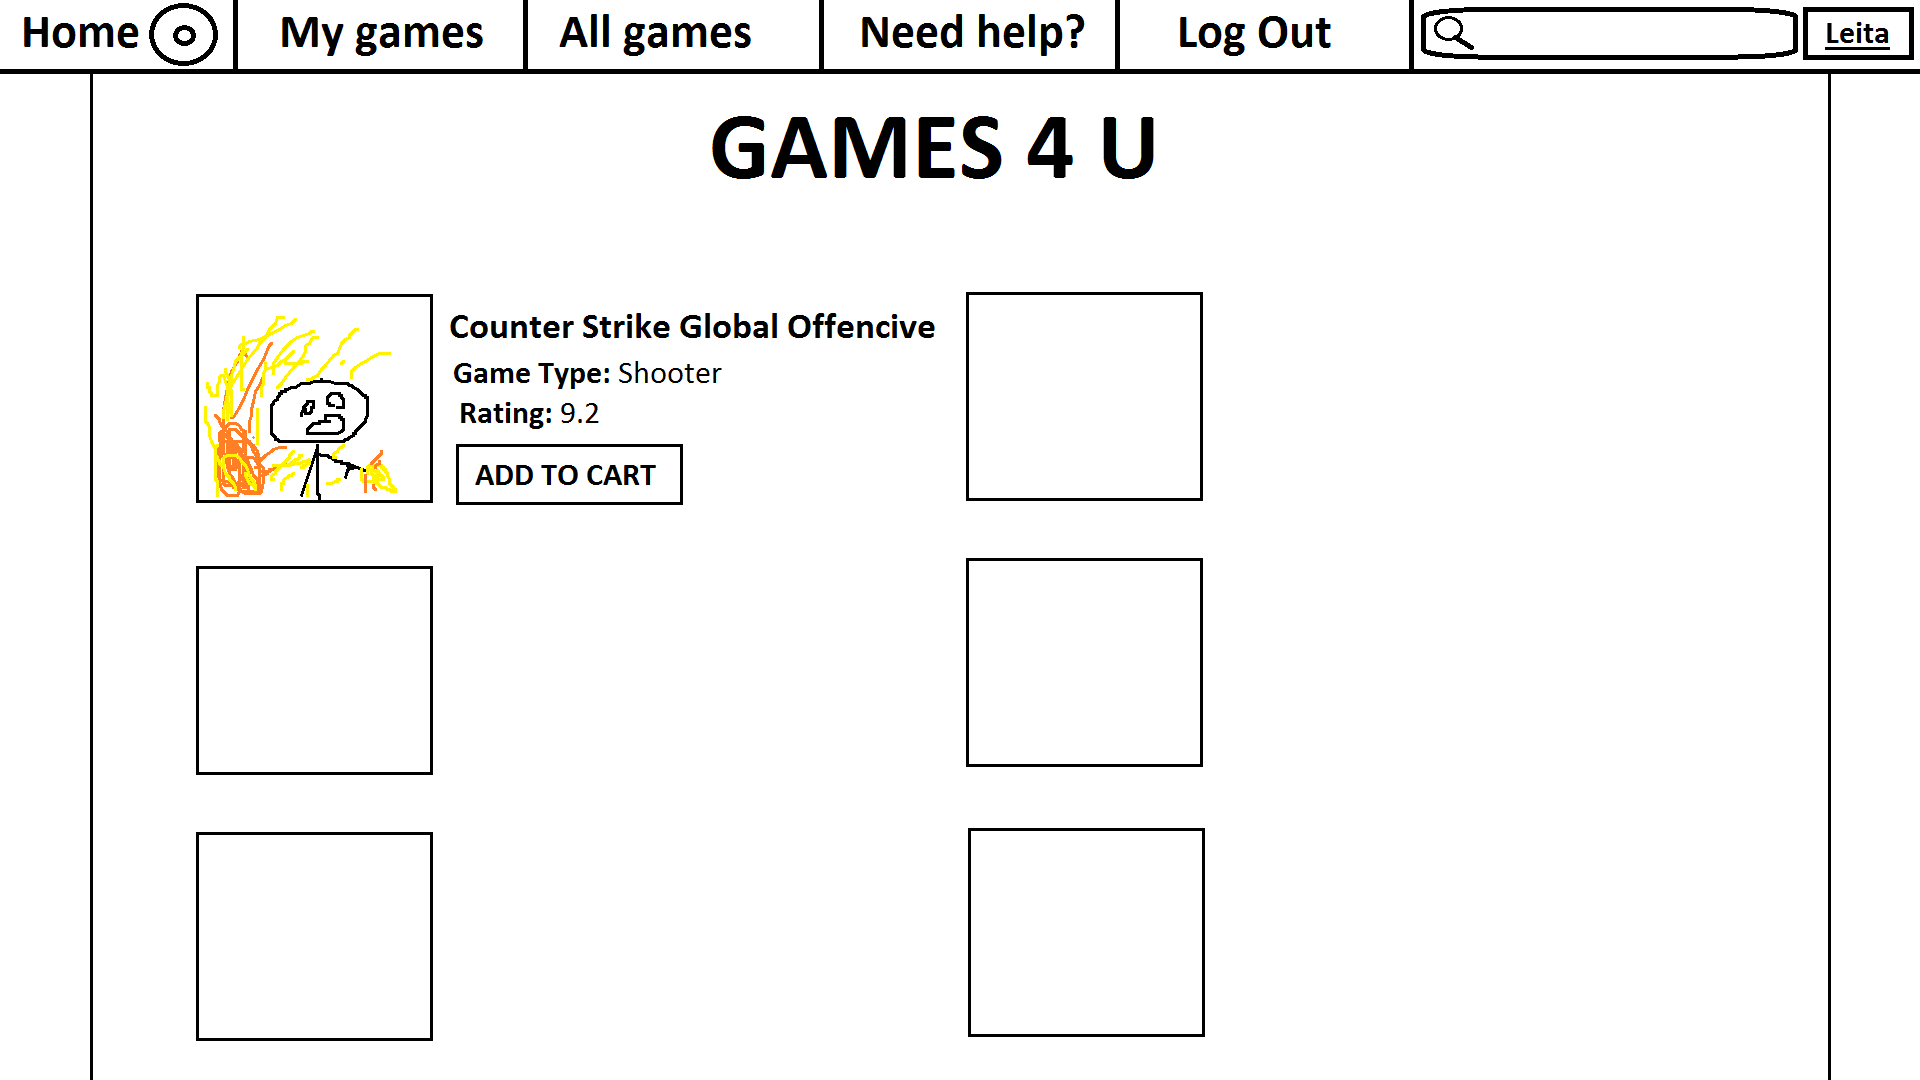 Home My games All games Need help? Log Out Leita
GAMES 4 U
Counter Strike Global Offencive
Game Type: Shooter
Rating: 9.2
ADD TO CART